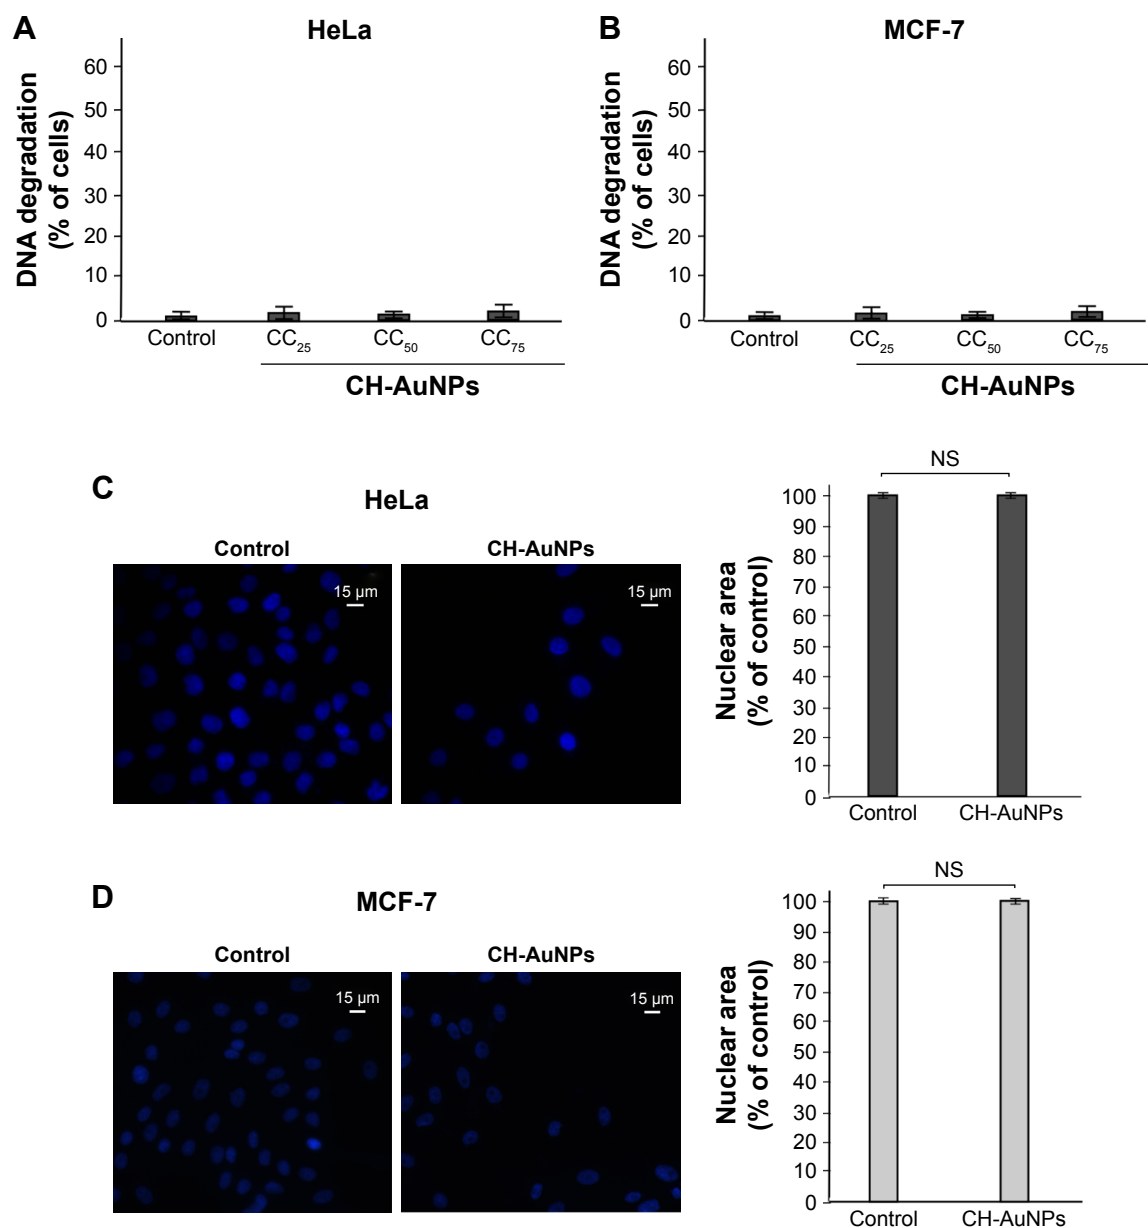 A
HeLa
DNA degradation
(% of cells)
60
50
40
30
20
10
0
Control
CC25
CC50
CC75
CH-AuNPs
B
MCF-7
DNA degradation
(% of cells)
60
50
40
30
20
10
0
Control
CC25
CC50
CC75
CH-AuNPs
C
HeLa
Control
15 µm
CH-AuNPs
15 µm
NS
Nuclear area
(% of control)
100
90
80
70
60
50
40
30
20
10
0
Control
CH-AuNPs
D
MCF-7
Control
15 µm
CH-AuNPs
15 µm
NS
Nuclear area
(% of control)
100
90
80
70
60
50
40
30
20
10
0
Control
CH-AuNPs